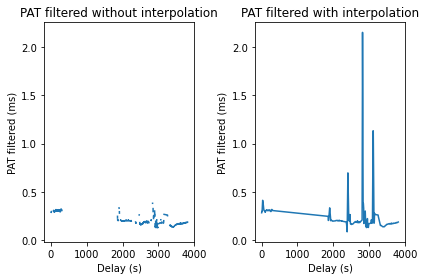 PAT filtered without interpolation
PAT filtered (ms)
2.0
1.5
1.0
0.5
0.0
0 1000 2000 3000 4000
Delay (s)
PAT filtered with interpolation
PAT filtered (ms)
2.0
1.5
1.0
0.5
0.0
0 1000 2000 3000 4000
Delay (s)